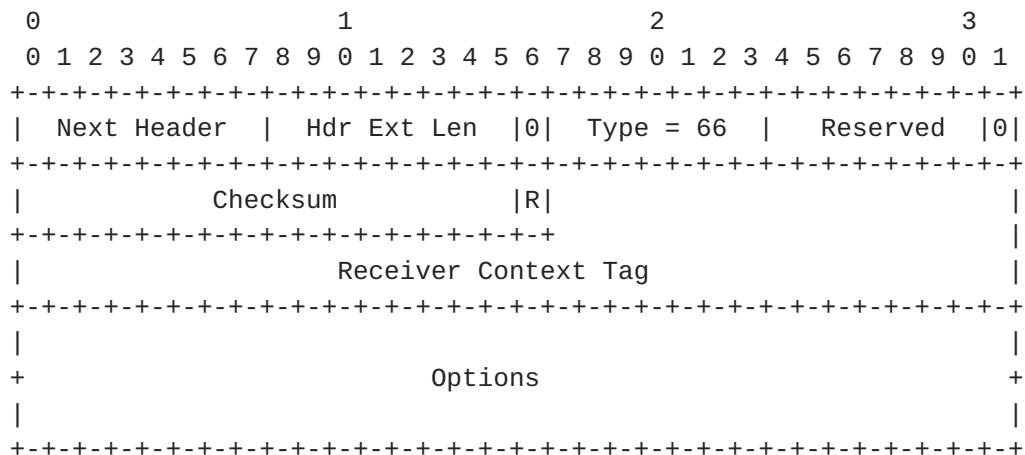 0                   1                   2                   3
 0 1 2 3 4 5 6 7 8 9 0 1 2 3 4 5 6 7 8 9 0 1 2 3 4 5 6 7 8 9 0 1
+-+-+-+-+-+-+-+-+-+-+-+-+-+-+-+-+-+-+-+-+-+-+-+-+-+-+-+-+-+-+-+-+
|  Next Header  |  Hdr Ext Len  |0|  Type = 66  |   Reserved  |0|
+-+-+-+-+-+-+-+-+-+-+-+-+-+-+-+-+-+-+-+-+-+-+-+-+-+-+-+-+-+-+-+-+
|            Checksum           |R|                             |
+-+-+-+-+-+-+-+-+-+-+-+-+-+-+-+-+-+                             |
|                    Receiver Context Tag                       |
+-+-+-+-+-+-+-+-+-+-+-+-+-+-+-+-+-+-+-+-+-+-+-+-+-+-+-+-+-+-+-+-+
|                                                               |
+                          Options                              +
|                                                               |
+-+-+-+-+-+-+-+-+-+-+-+-+-+-+-+-+-+-+-+-+-+-+-+-+-+-+-+-+-+-+-+-+